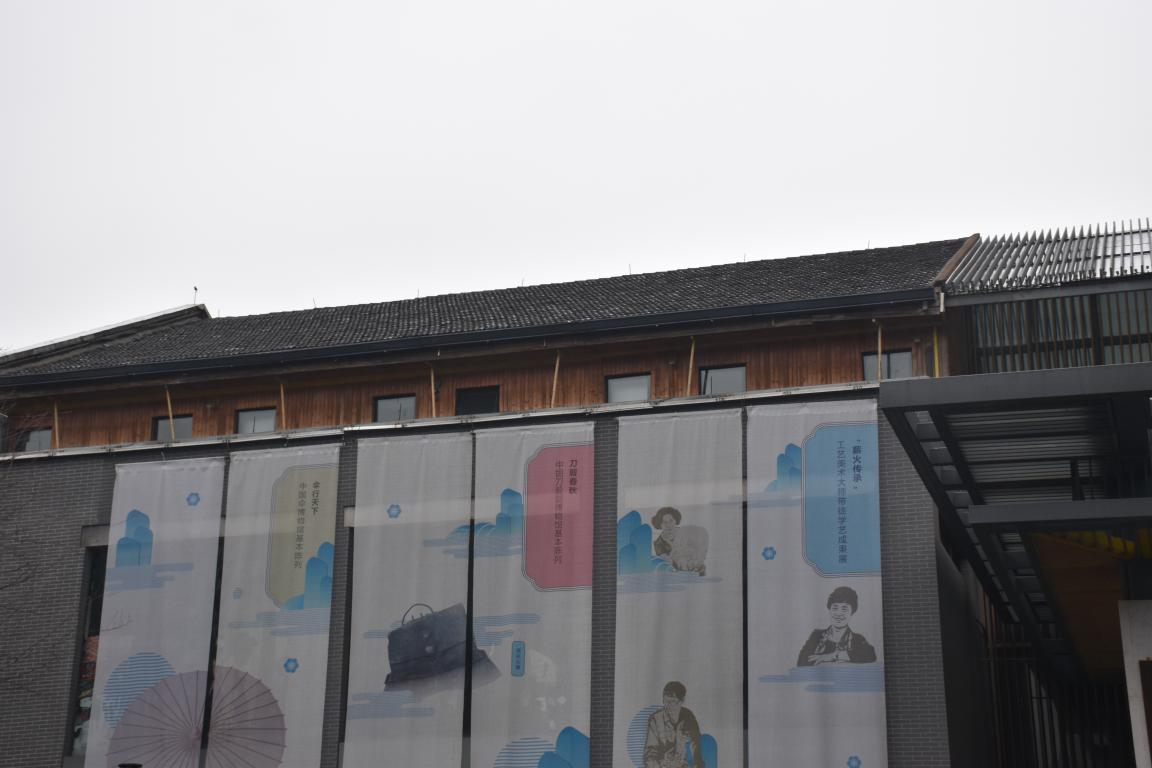 伞行天下
中国伞博物馆基本陈列
刀剪春秋
中国刀剪剑博物馆基本陈列
“薪火传承”
工艺美术大师带徒学艺成果展